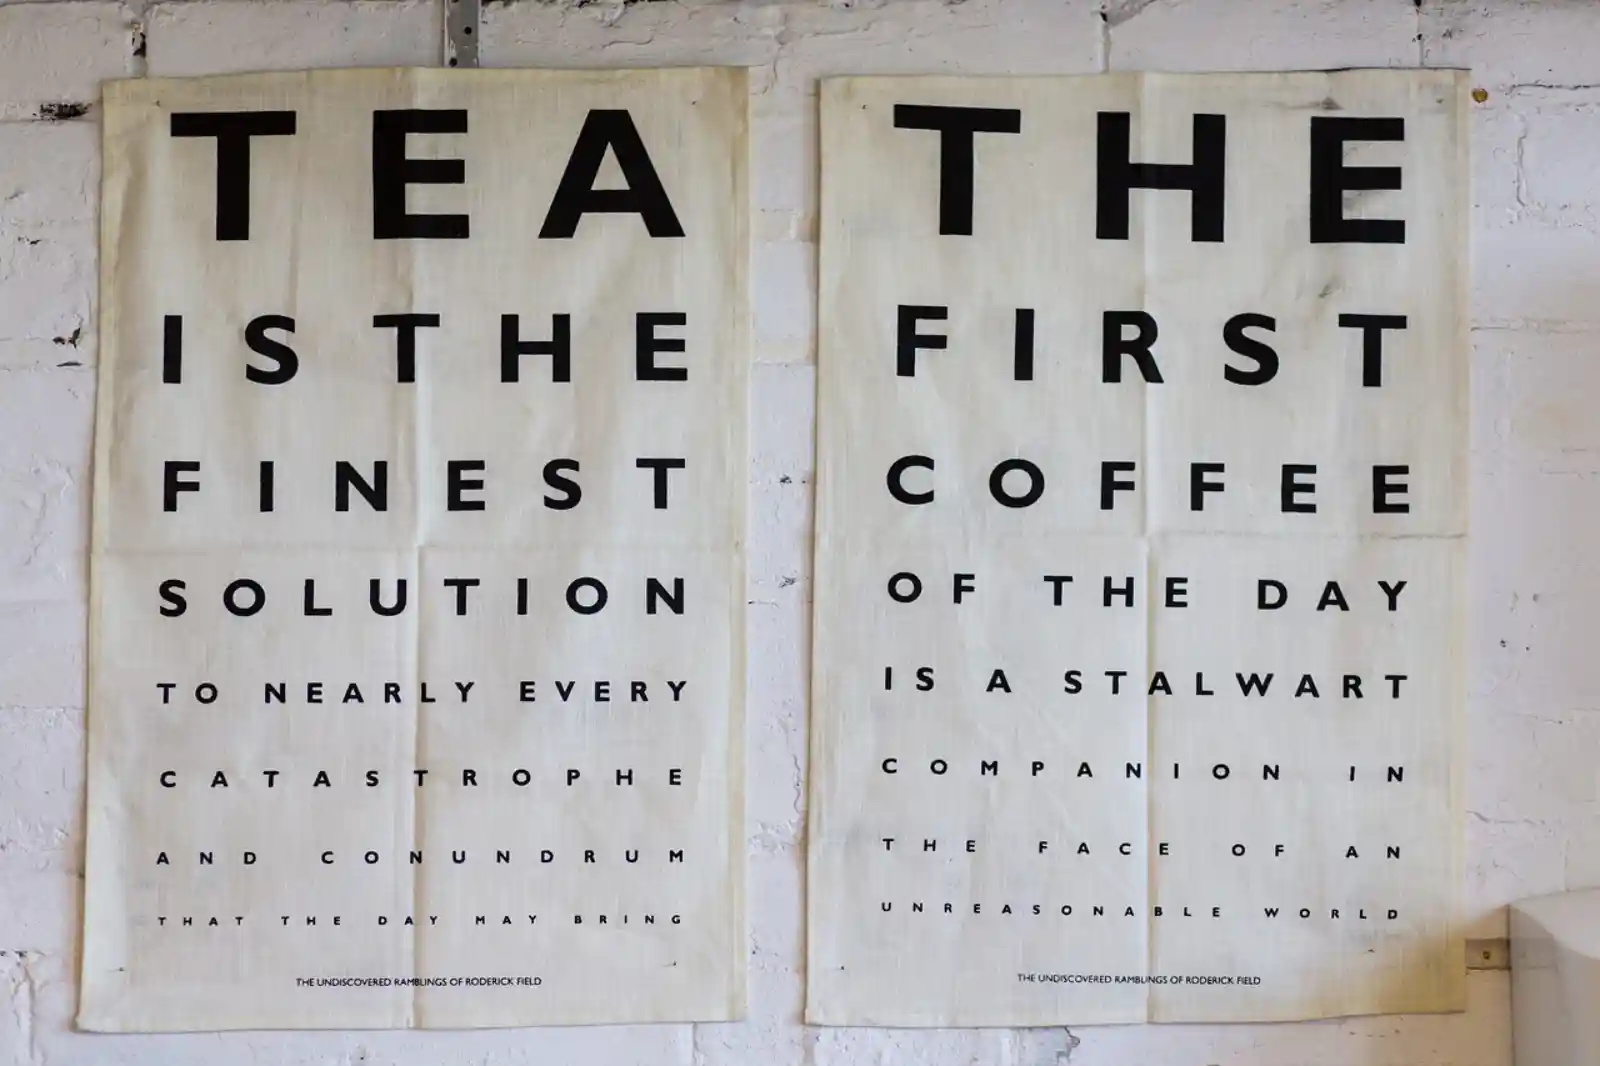 TEA
IS THE
FINEST
SOLUTION
TO NEARLY EVERY
CATASTROPHE
AND CONUNDRUM
THAT THE DAY MAY BRING
THE UNDISCOVERED RAMBLINGS OF RODERICK FIELD
THE
FIRST
COFFEE
OF THE DAY
IS A STALWART
COMPANION IN
THE FACE OF AN
UNREASONABLE WORLD
THE UNDISCOVERED RAMBLINGS OF RODERICK FIELD